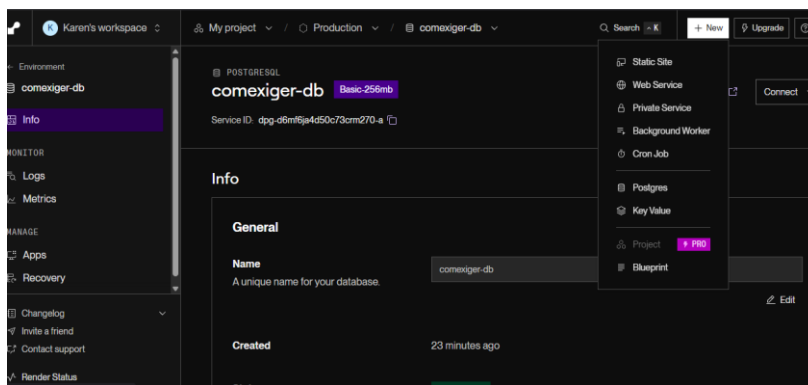 K Karen's workspace
My project / Production / comexiger-db
Search K
+ New
Upgrade
Environment
comexiger-db
Info
MONITOR
Logs
Metrics
MANAGE
Apps
Recovery
Changelog
Invite a friend
Contact support
Render Status
POSTGRESQL
comexiger-db Basic-256mb
Service ID: dpg-d6mf6ja4d50c73crm270-a
Connect
Static Site
Web Service
Private Service
Background Worker
Cron Job
Postgres
Key Value
Project PRO
Blueprint
Info
General
Name
A unique name for your database.
comexiger-db
Edit
Created
23 minutes ago